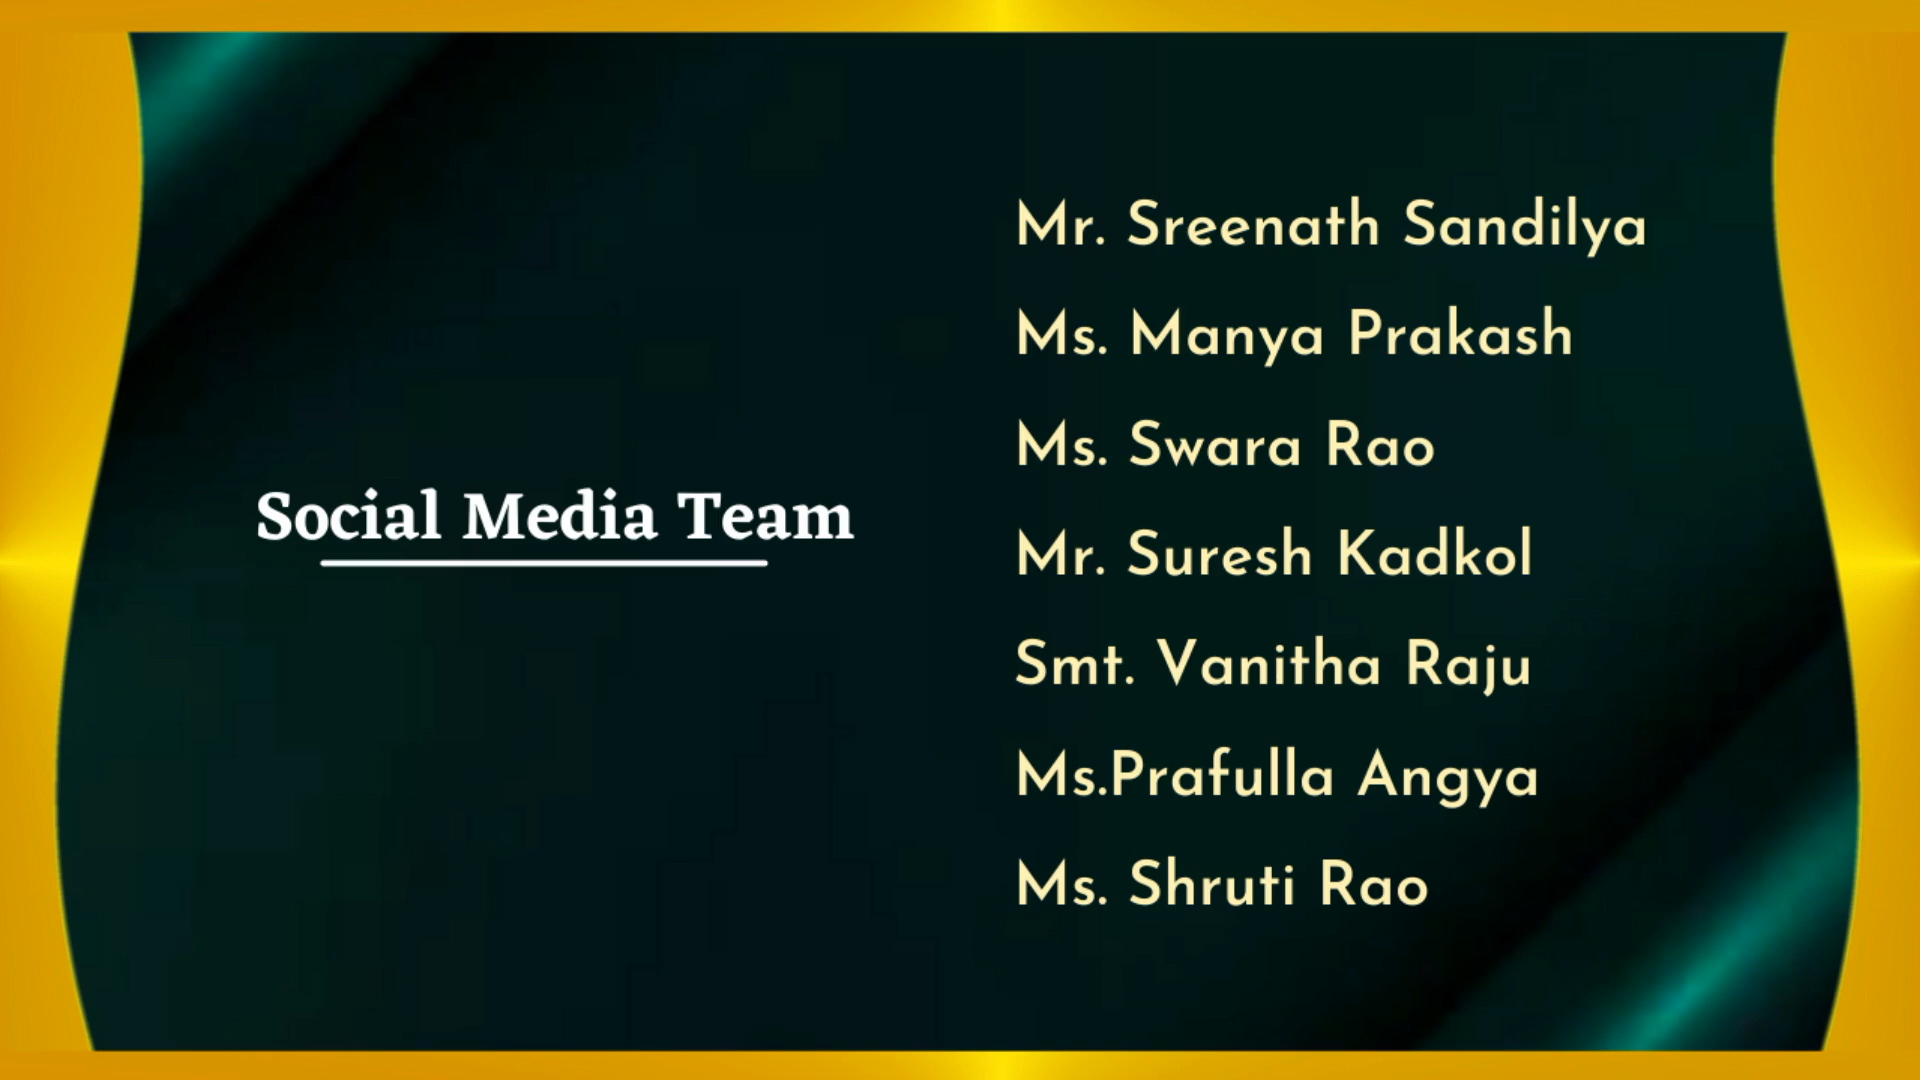 Social Media Team
Mr. Sreenath Sandilya
Ms. Manya Prakash
Ms. Swara Rao
Mr. Suresh Kadkol
Smt. Vanitha Raju
Ms.Prafulla Angya
Ms. Shruti Rao